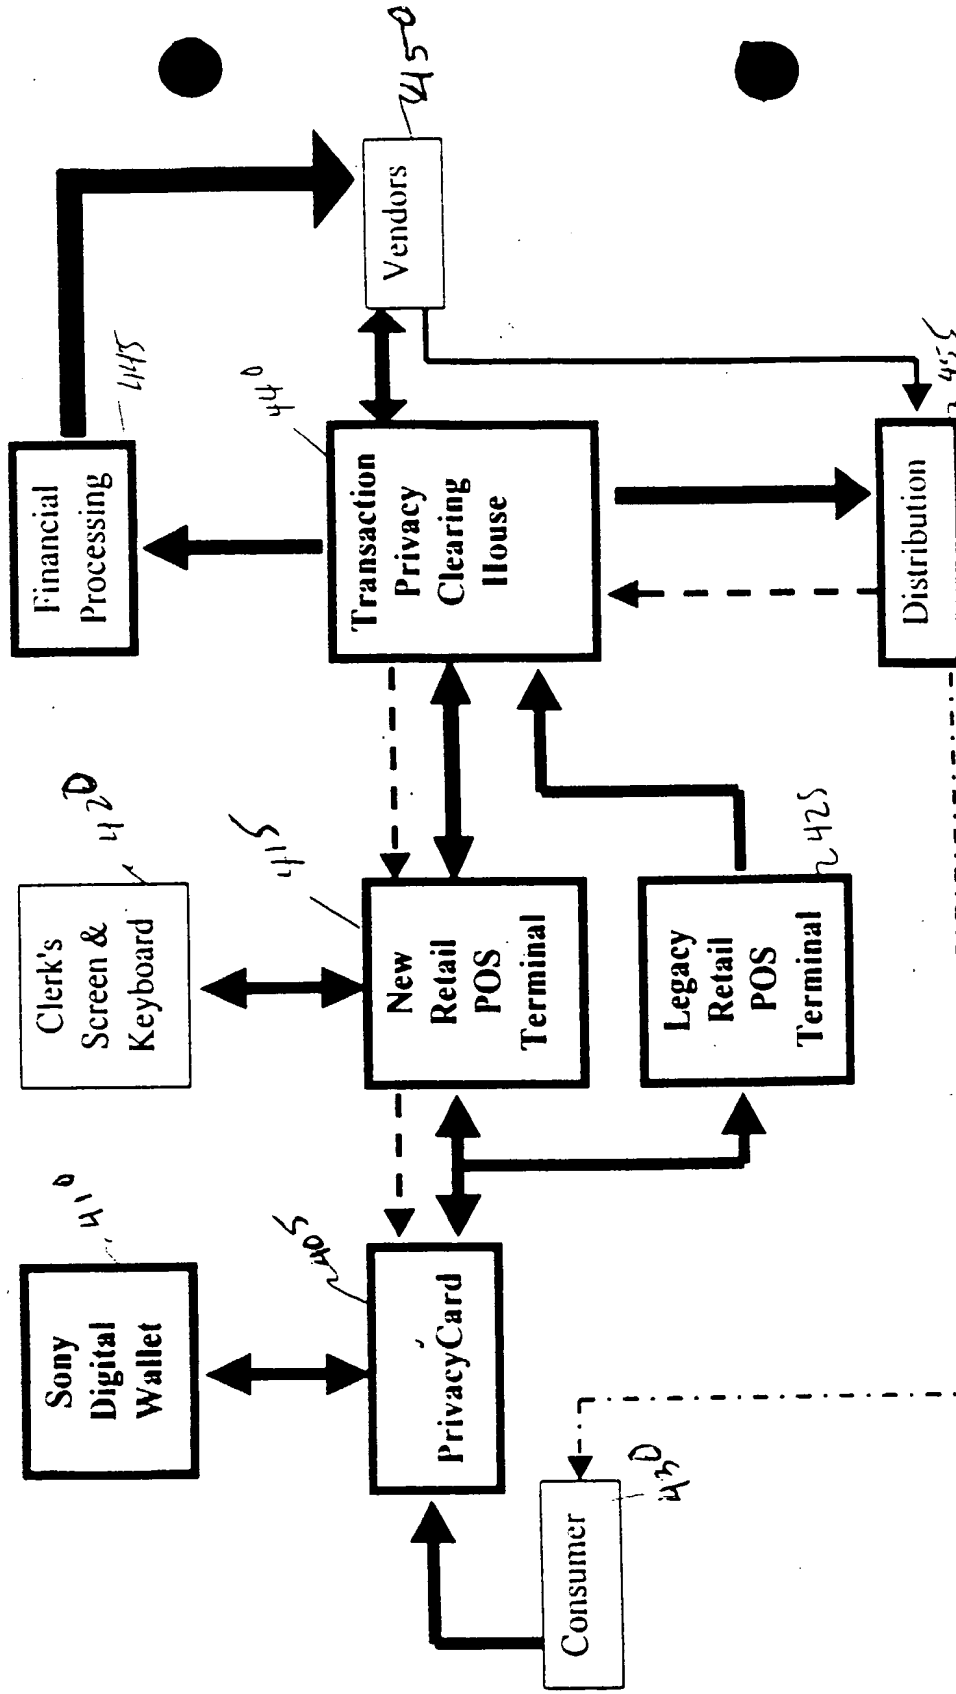 Sony
Digital
Wallet
410
Clerk's
Screen &
Keyboard
420
Financial
Processing
445
PrivacyCard
405
New
Retail
POS
Terminal
415
Transaction
Privacy
Clearing
House
440
Vendors
450
Consumer
430
Legacy
Retail
POS
Terminal
425
Distribution
455